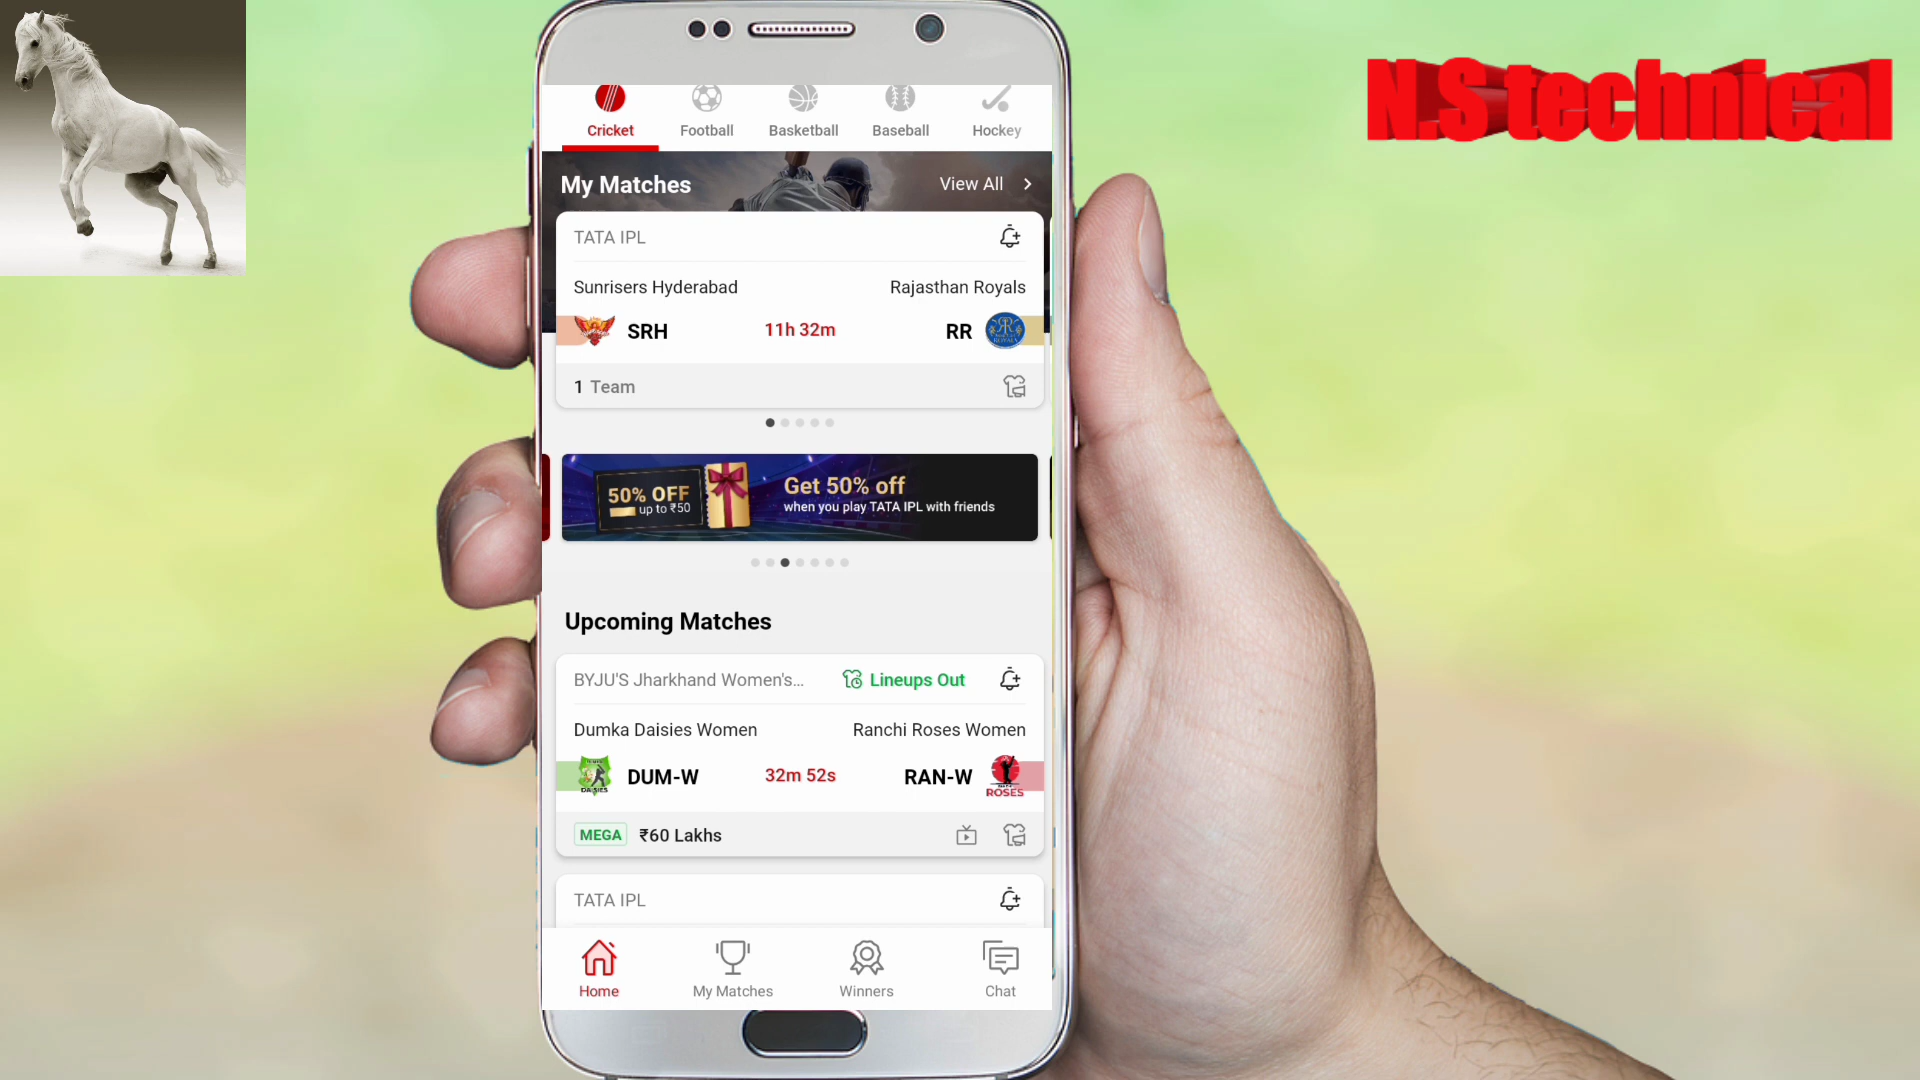 N.S technical
Cricket
Football
Basketball
Baseball
Hockey
My Matches
View All
TATA IPL
Sunrisers Hyderabad
Rajasthan Royals
SRH
11h 32m
RR
1 Team
50% OFF
up to ₹50
Get 50% off
when you play TATA IPL with friends
Upcoming Matches
BYJU'S Jharkhand Women's...
Lineups Out
Dumka Daisies Women
Ranchi Roses Women
DAISIES
DUM-W
32m 52s
RAN-W
ROSES
MEGA
₹60 Lakhs
TATA IPL
Home
My Matches
Winners
Chat